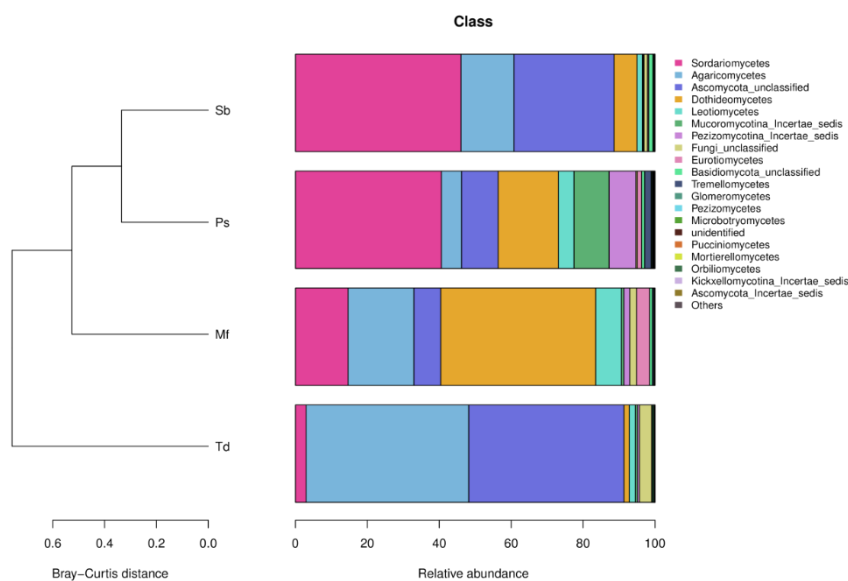 Class
Sb
Ps
Mf
Td
Sordariomycetes
Agaricomycetes
Ascomycota_unclassified
Dothideomycetes
Leotiomycetes
Mucoromycotina_Incertae_sedis
Pezizomycotina_Incertae_sedis
Fungi_unclassified
Eurotiomycetes
Basidiomycota_unclassified
Tremellomycetes
Glomeromycetes
Pezizomycetes
Microbotryomycetes
unidentified
Pucciniomycetes
Mortierellomycetes
Orbiliomycetes
Kickxellomycotina_Incertae_sedis
Ascomycota_Incertae_sedis
Others
0.6 0.4 0.2 0.0
Bray−Curtis distance
0 20 40 60 80 100
Relative abundance